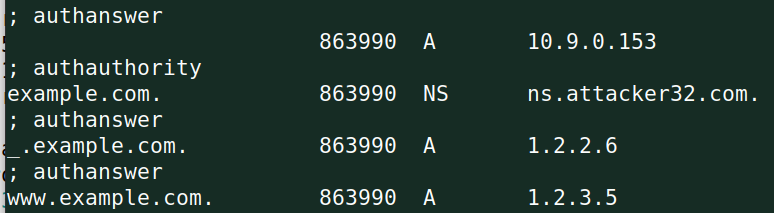 ; authanswer
863990 A 10.9.0.153
; authauthority
example.com. 863990 NS ns.attacker32.com.
; authanswer
_.example.com. 863990 A 1.2.2.6
; authanswer
www.example.com. 863990 A 1.2.3.5